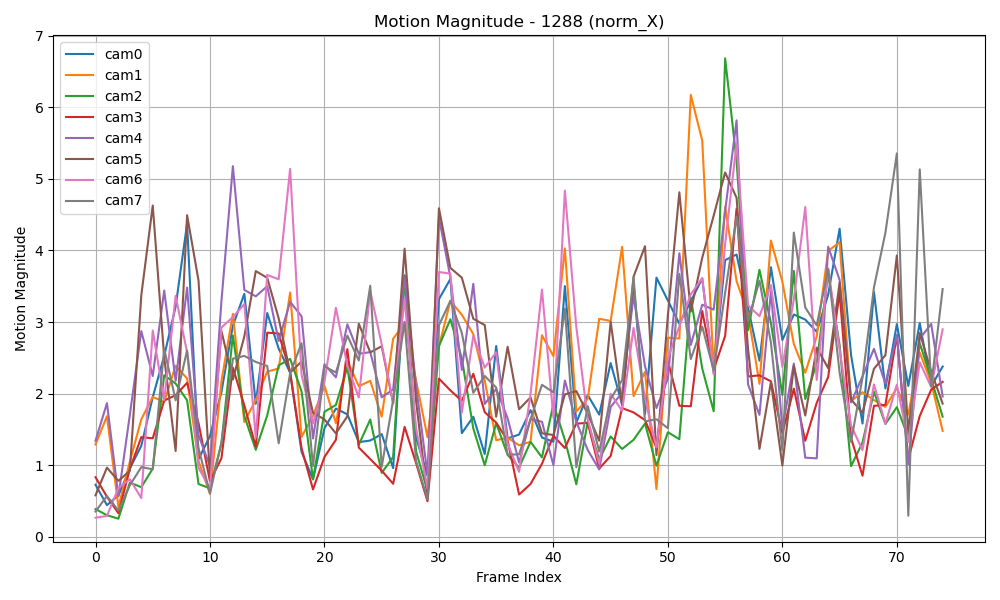 Motion Magnitude - 1288 (norm_X)
cam0
cam1
cam2
cam3
cam4
cam5
cam6
cam7
Motion Magnitude
7
6
5
4
3
2
1
0
0 10 20 30 40 50 60 70
Frame Index